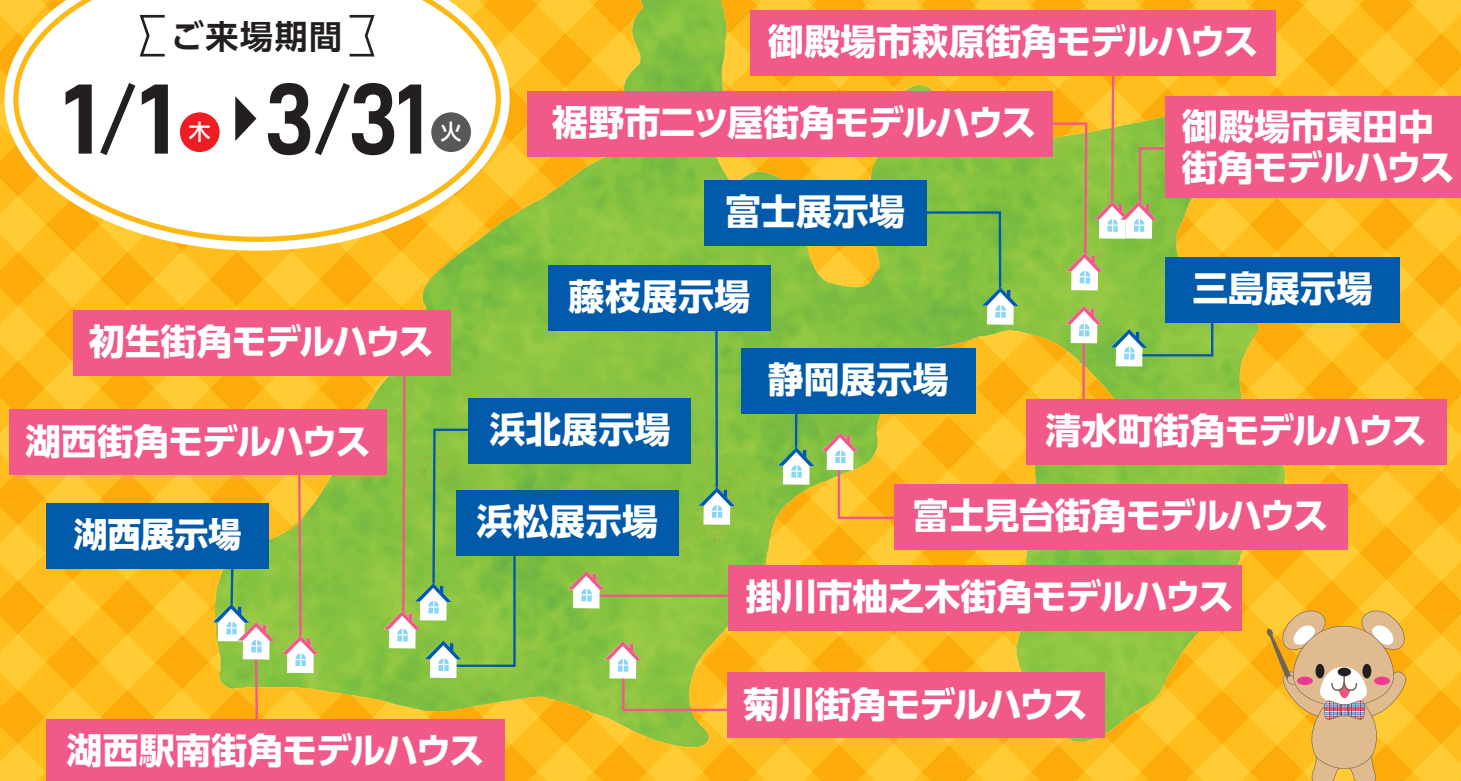 ご来場期間
1/1木▶3/31火
御殿場市萩原街角モデルハウス
裾野市二ツ屋街角モデルハウス
御殿場市東田中
街角モデルハウス
富士展示場
藤枝展示場
三島展示場
初生街角モデルハウス
静岡展示場
浜北展示場
清水町街角モデルハウス
湖西街角モデルハウス
浜松展示場
富士見台街角モデルハウス
湖西展示場
掛川市柚之木街角モデルハウス
菊川街角モデルハウス
湖西駅南街角モデルハウス